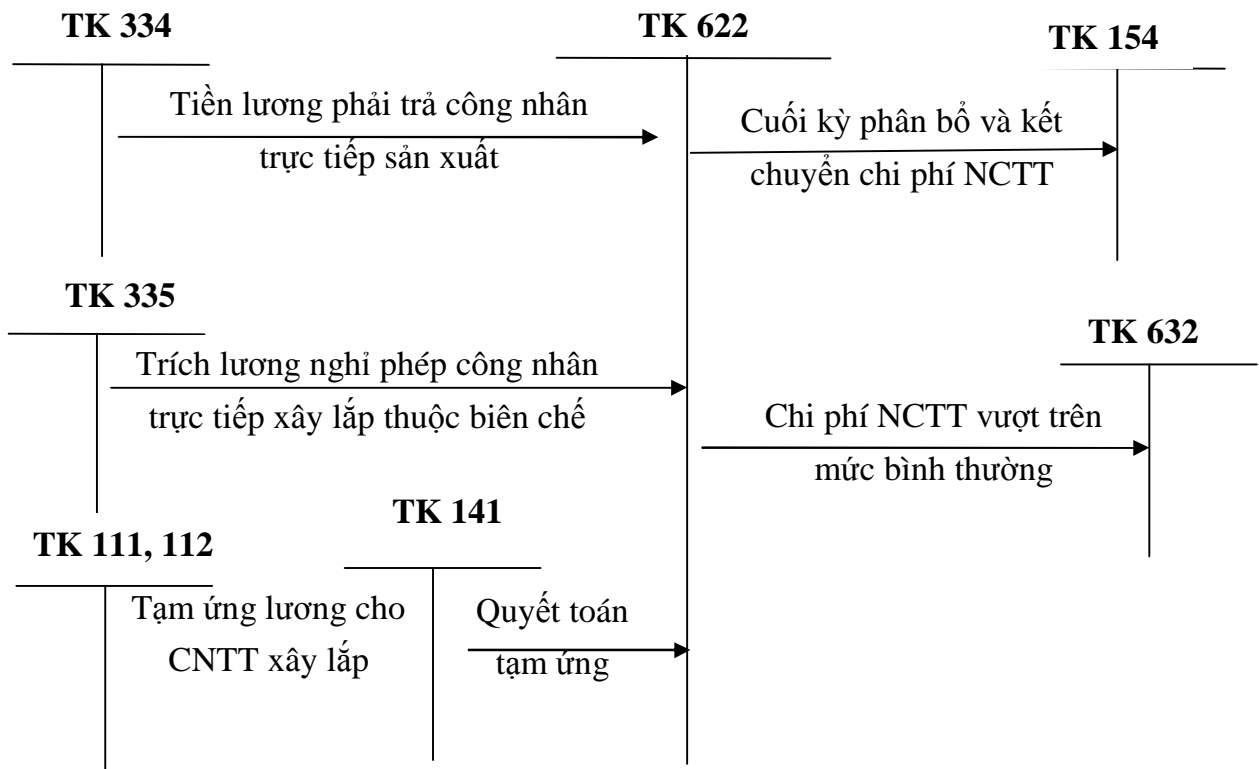 TK 334
TK 622
TK 154
Tiền lương phải trả công nhân
trực tiếp sản xuất
Cuối kỳ phân bổ và kết
chuyển chi phí NCTT
TK 335
TK 632
Trích lương nghỉ phép công nhân
trực tiếp xây lắp thuộc biên chế
Chi phí NCTT vượt trên
mức bình thường
TK 141
TK 111, 112
Tạm ứng lương cho
CNTT xây lắp
Quyết toán
tạm ứng